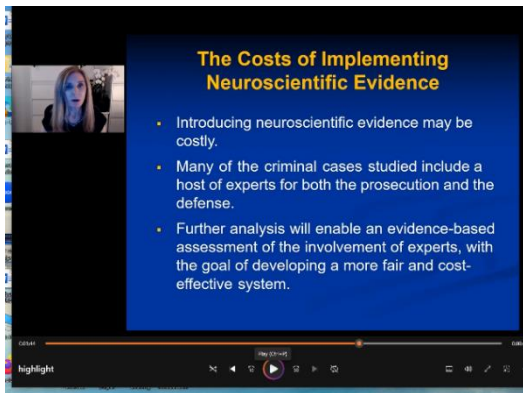 The Costs of Implementing
Neuroscientific Evidence
Introducing neuroscientific evidence may be
costly.
Many of the criminal cases studied include a
host of experts for both the prosecution and the
defense.
Further analysis will enable an evidence-based
assessment of the involvement of experts, with
the goal of developing a more fair and cost-
effective system.
Play (Ctrl+P)
highlight